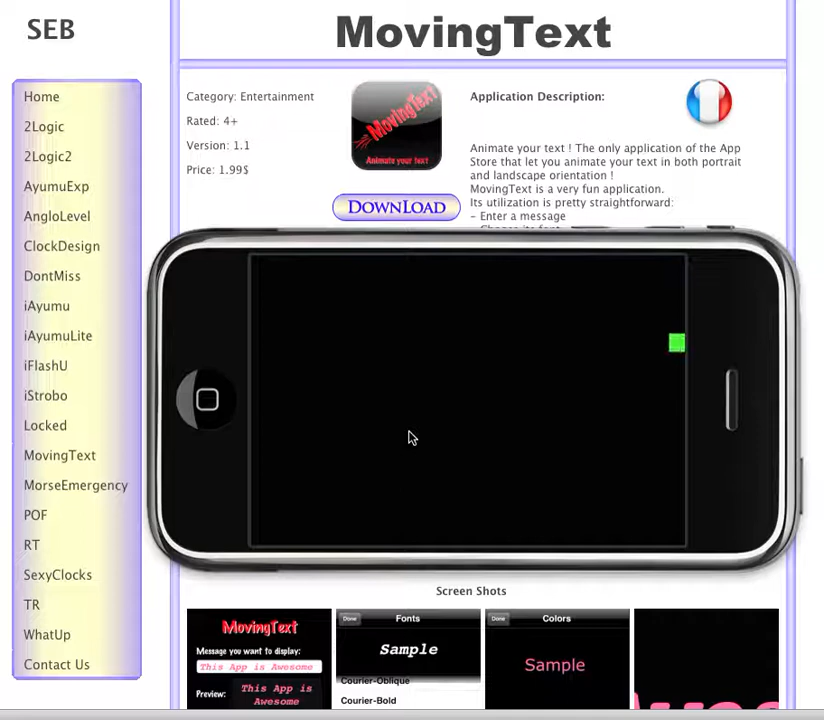 SEB
MovingText
Home
2Logic
2Logic2
AyumuExp
AngloLevel
ClockDesign
DontMiss
iAyumu
iAyumuLite
iFlashU
iStrobo
Locked
MovingText
MorseEmergency
POF
RT
SexyClocks
TR
WhatUp
Contact Us
Category: Entertainment
Rated: 4+
Version: 1.1
Price: 1.99$
MovingText
Animate your text
DOWNLOAD
Application Description:
Animate your text ! The only application of the App
Store that let you animate your text in both portrait
and landscape orientation !
MovingText is a very fun application.
Its utilization is pretty straightforward:
- Enter a message
Screen Shots
MovingText
Message you want to display:
This App is Awesome
Preview:
This App is
Awesome
Done
Fonts
Sample
Courier-Oblique
Courier-Bold
Done
Colors
Sample